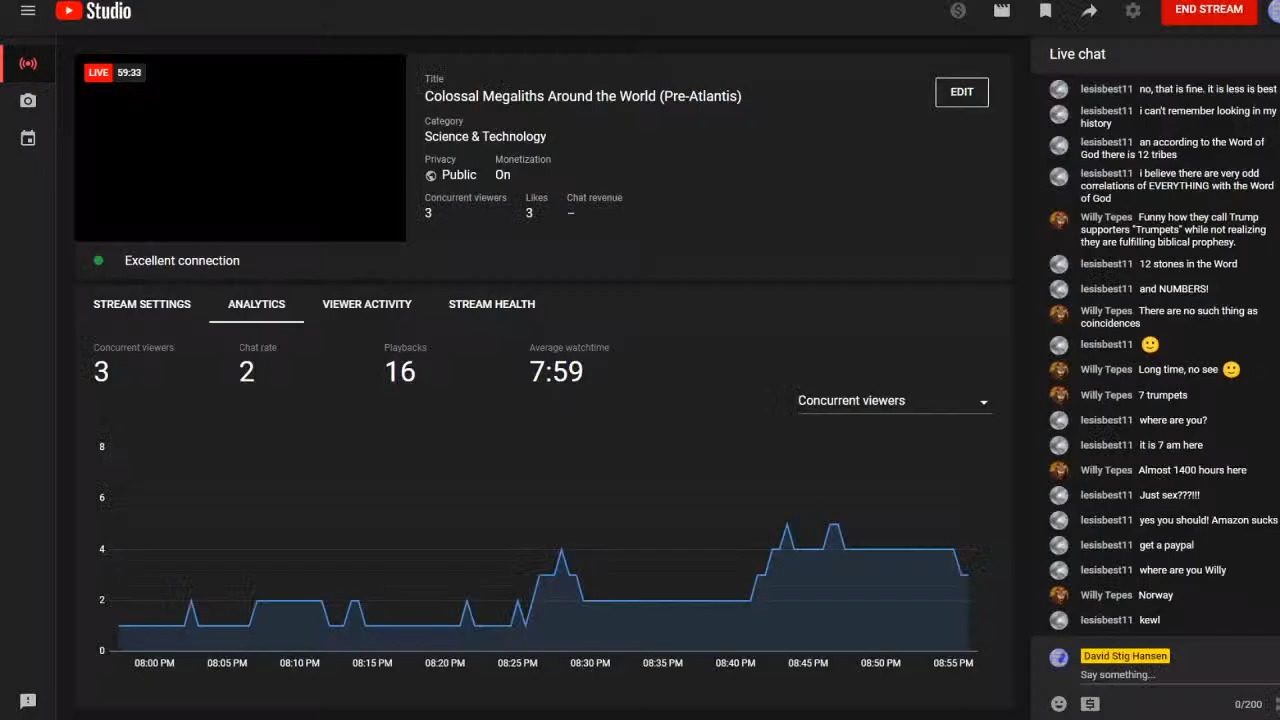 Studio
END STREAM
LIVE 59:33
Title
Colossal Megaliths Around the World (Pre-Atlantis)
EDIT
Category
Science & Technology
Privacy Monetization
Public On
Concurrent viewers Likes Chat revenue
3 3 –
Excellent connection
STREAM SETTINGS ANALYTICS VIEWER ACTIVITY STREAM HEALTH
Concurrent viewers Chat rate Playbacks Average watchtime
3 2 16 7:59
Concurrent viewers
8
6
4
2
0
08:00 PM 08:05 PM 08:10 PM 08:15 PM 08:20 PM 08:25 PM 08:30 PM 08:35 PM 08:40 PM 08:45 PM 08:50 PM 08:55 PM
Live chat
lesisbest11 no, that is fine. it is less is best
lesisbest11 i can't remember looking in my
history
lesisbest11 an according to the Word of
God there is 12 tribes
lesisbest11 i believe there are very odd
correlations of EVERYTHING with the Word
of God
Willy Tepes Funny how they call Trump
supporters "Trumpets" while not realizing
they are fulfilling biblical prophesy.
lesisbest11 12 stones in the Word
lesisbest11 and NUMBERS!
Willy Tepes There are no such thing as
coincidences
lesisbest11 🙂
Willy Tepes Long time, no see 🙂
Willy Tepes 7 trumpets
lesisbest11 where are you?
lesisbest11 it is 7 am here
Willy Tepes Almost 1400 hours here
lesisbest11 Just sex???!!!
lesisbest11 yes you should! Amazon sucks
lesisbest11 get a paypal
lesisbest11 where are you Willy
Willy Tepes Norway
lesisbest11 kewl
David Stig Hansen
Say something...
0/200